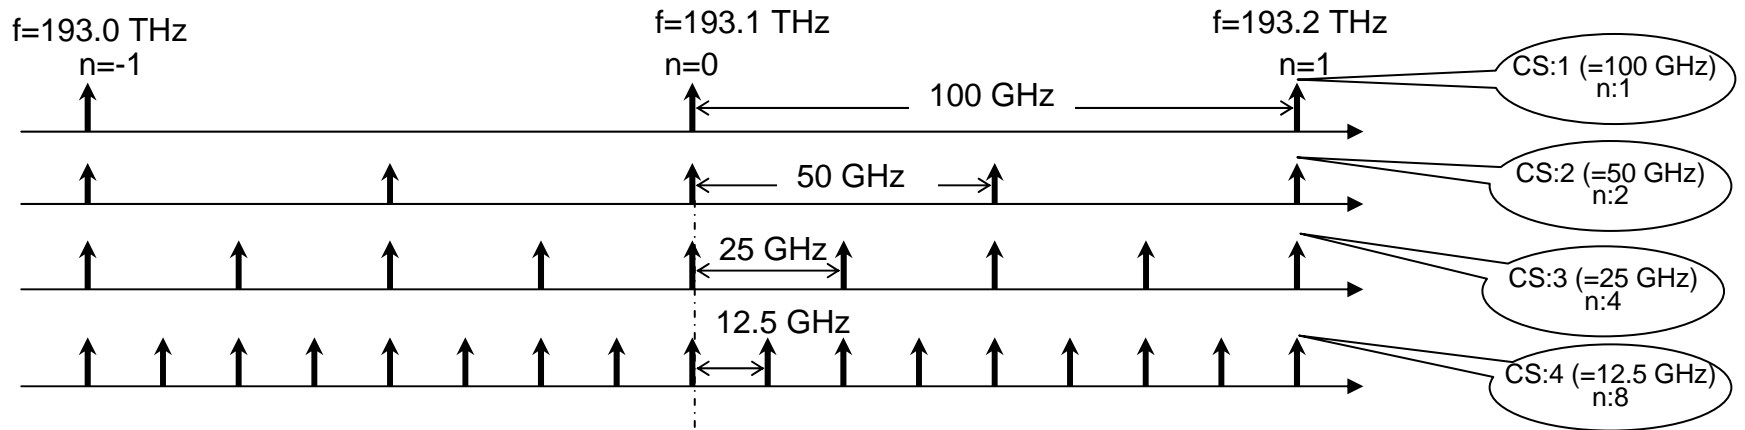 f=193.0 THz
n=-1
f=193.1 THz
n=0
f=193.2 THz
n=1
100 GHz
CS:1 (=100 GHz)
n:1
50 GHz
CS:2 (=50 GHz)
n:2
25 GHz
CS:3 (=25 GHz)
n:4
12.5 GHz
CS:4 (=12.5 GHz)
n:8